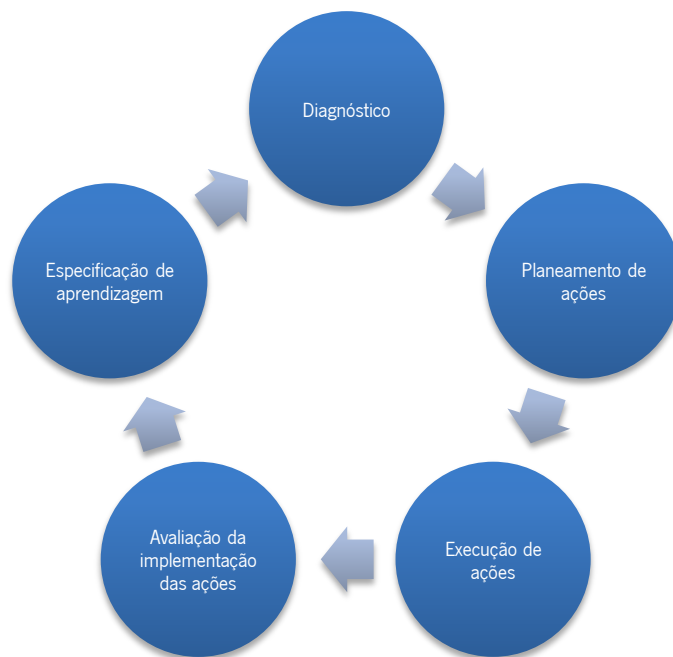 Diagnóstico
Planeamento de
ações
Execução de
ações
Avaliação da
implementação
das ações
Especificação de
aprendizagem